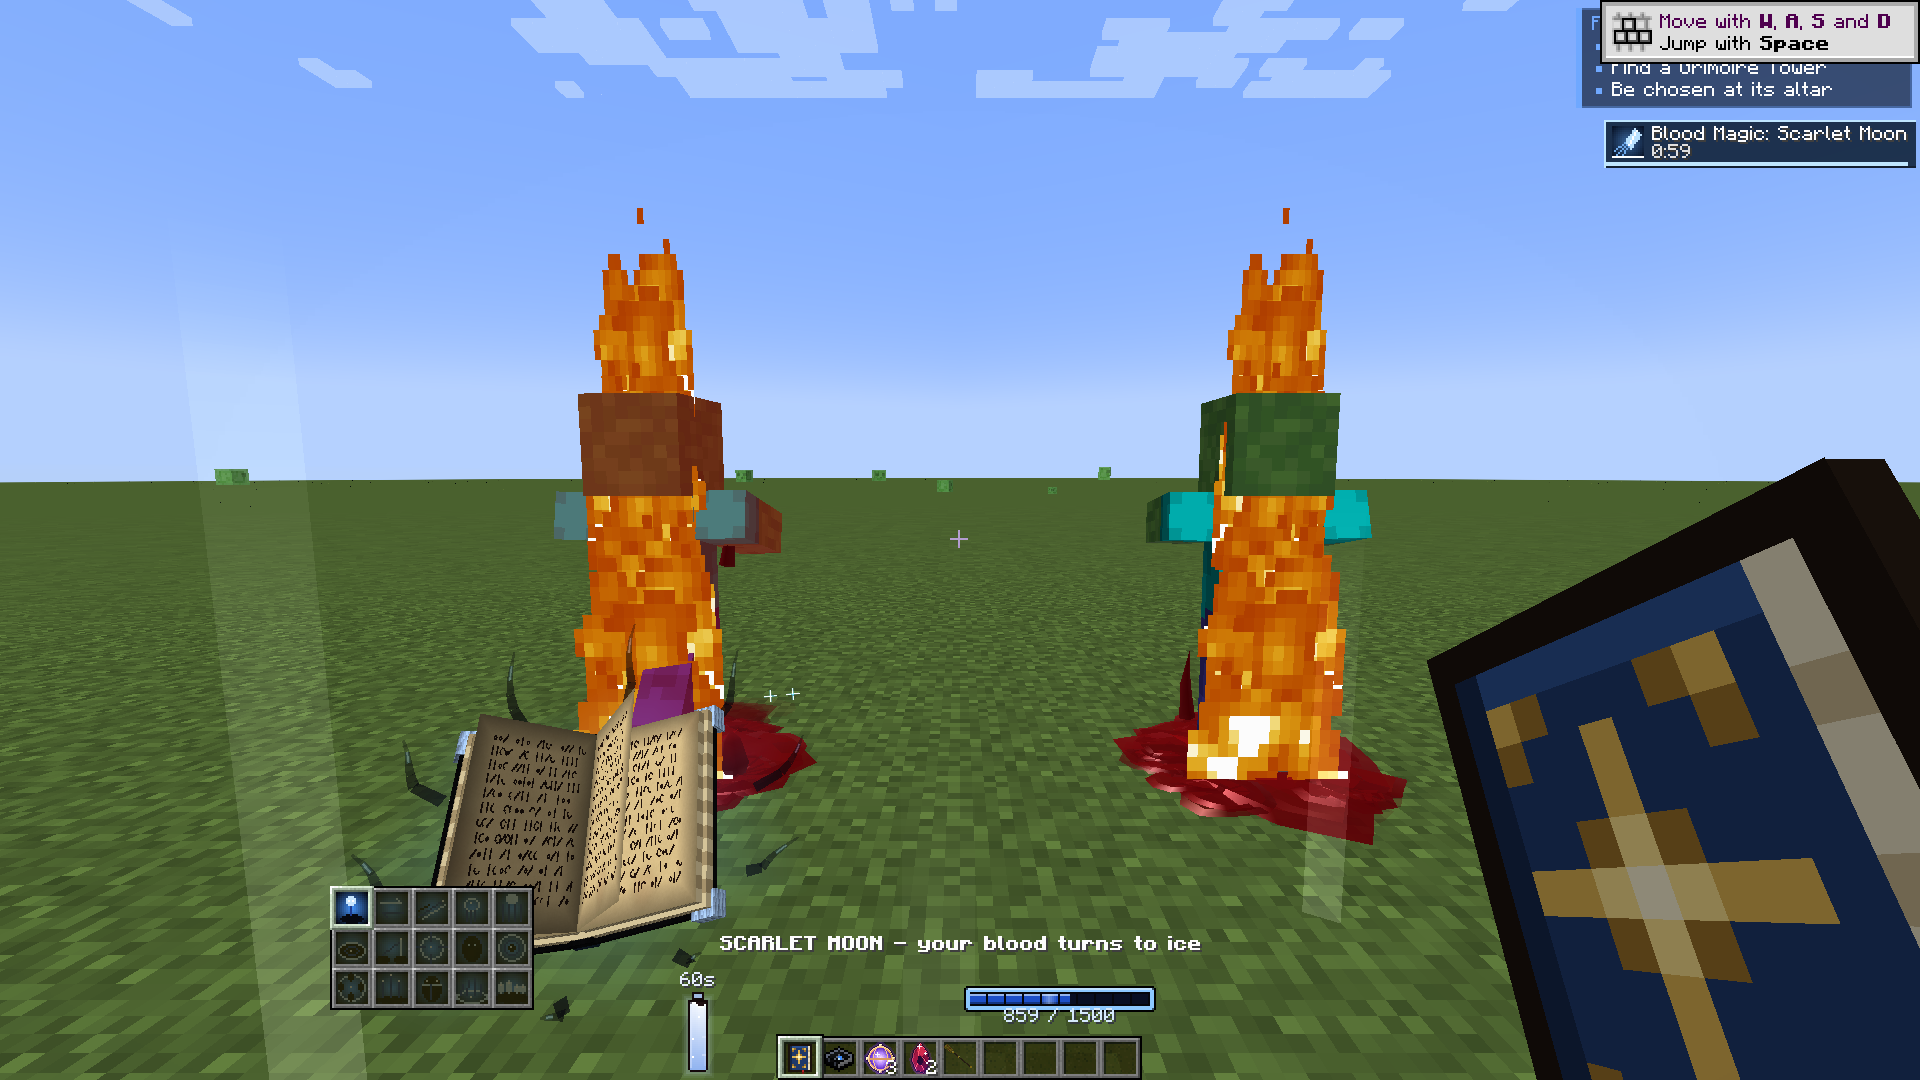 Move with W, A, S and D
Jump with Space
Find a Grimoire Tower
Be chosen at its altar
Blood Magic: Scarlet Moon
0:59
SCARLET MOON - your blood turns to ice
60s
859 / 1500
3
2